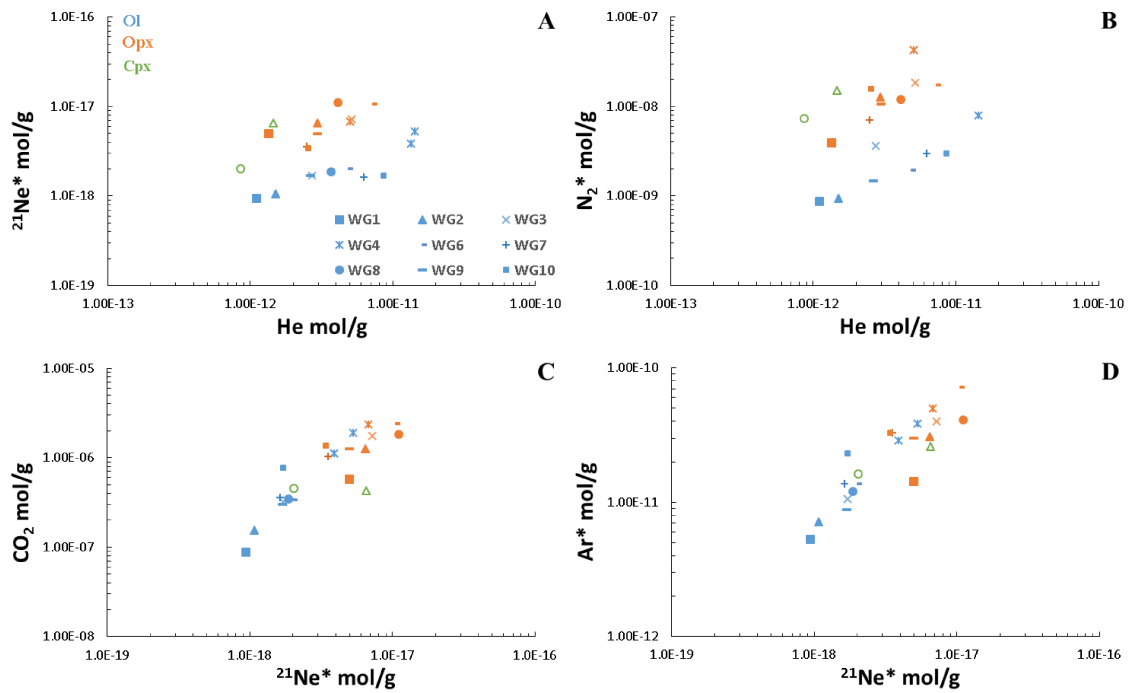 A
Ol
Opx
Cpx
1.0E-16
1.0E-17
1.0E-18
1.0E-19
²¹Ne* mol/g
WG1 WG2 WG3
WG4 WG6 WG7
WG8 WG9 WG10
1.00E-13 1.00E-12 1.00E-11 1.00E-10
He mol/g
B
1.0E-07
1.0E-08
1.0E-09
1.0E-10
N₂* mol/g
1.00E-13 1.00E-12 1.00E-11 1.00E-10
He mol/g
C
1.00E-05
1.00E-06
1.00E-07
1.00E-08
CO₂ mol/g
1.0E-19 1.0E-18 1.0E-17 1.0E-16
²¹Ne* mol/g
D
1.00E-10
1.00E-11
1.00E-12
Ar* mol/g
1.0E-19 1.0E-18 1.0E-17 1.0E-16
²¹Ne* mol/g